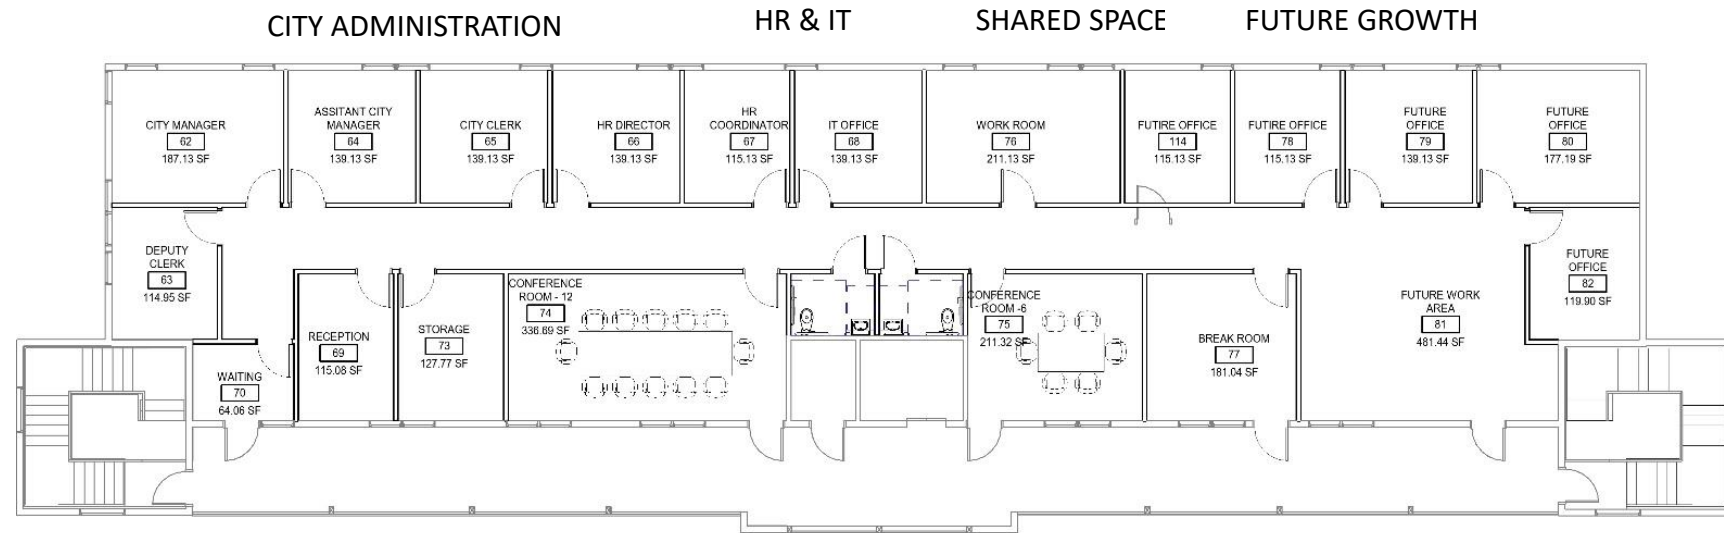 CITY ADMINISTRATION
HR & IT
SHARED SPACE
FUTURE GROWTH
CITY MANAGER
62
187.13 SF
ASSITANT CITY
MANAGER
64
139.13 SF
CITY CLERK
65
139.13 SF
HR DIRECTOR
66
139.13 SF
HR
COORDINATOR
67
115.13 SF
IT OFFICE
68
139.13 SF
WORK ROOM
76
211.13 SF
FUTIRE OFFICE
114
115.13 SF
FUTIRE OFFICE
78
115.13 SF
FUTURE
OFFICE
79
139.13 SF
FUTURE
OFFICE
80
177.19 SF
DEPUTY
CLERK
63
114.95 SF
WAITING
70
64.06 SF
RECEPTION
69
115.08 SF
STORAGE
73
127.77 SF
CONFERENCE
ROOM - 12
74
336.69 SF
CONFERENCE
ROOM -6
75
211.32 SF
BREAK ROOM
77
181.04 SF
FUTURE WORK
AREA
81
481.44 SF
FUTURE
OFFICE
82
119.90 SF